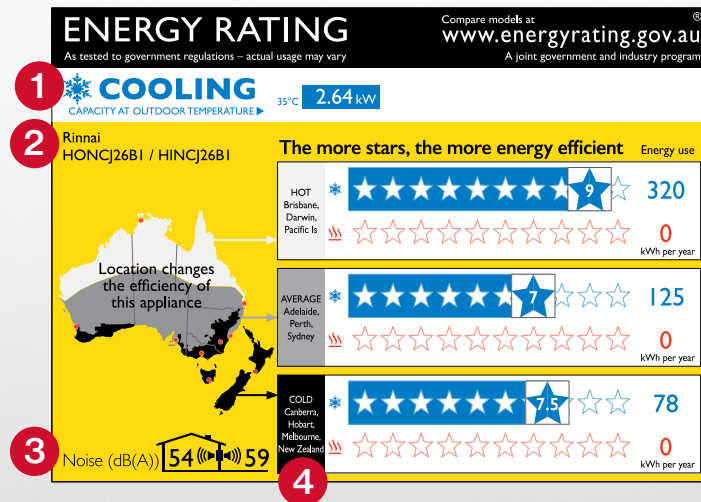 ENERGY RATING
As tested to government regulations – actual usage may vary
Compare models at
www.energyrating.gov.au®
A joint government and industry program
1
COOLING
CAPACITY AT OUTDOOR TEMPERATURE ▶
35°C 2.64 kW
2
Rinnai
HONCJ26B1 / HINCJ26B1
The more stars, the more energy efficient Energy use
HOT
Brisbane,
Darwin,
Pacific Is
9
320
0
kWh per year
Location changes
the efficiency of
this appliance
AVERAGE
Adelaide,
Perth,
Sydney
7
125
0
kWh per year
COLD
Canberra,
Hobart,
Melbourne,
New Zealand
7.5
78
0
kWh per year
3
Noise (dB(A)) 54 59
4